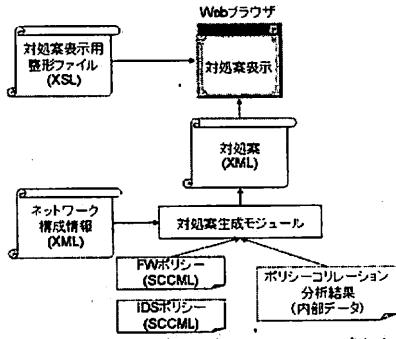 Webブラウザ
対処案表示用
整形ファイル
(XSL)
対処案表示
対処案
(XML)
ネットワーク
構成情報
(XML)
対処案生成モジュール
FWポリシー
(SCCML)
IDSポリシー
(SCCML)
ポリシーコリレーション
分析結果
(内部データ)